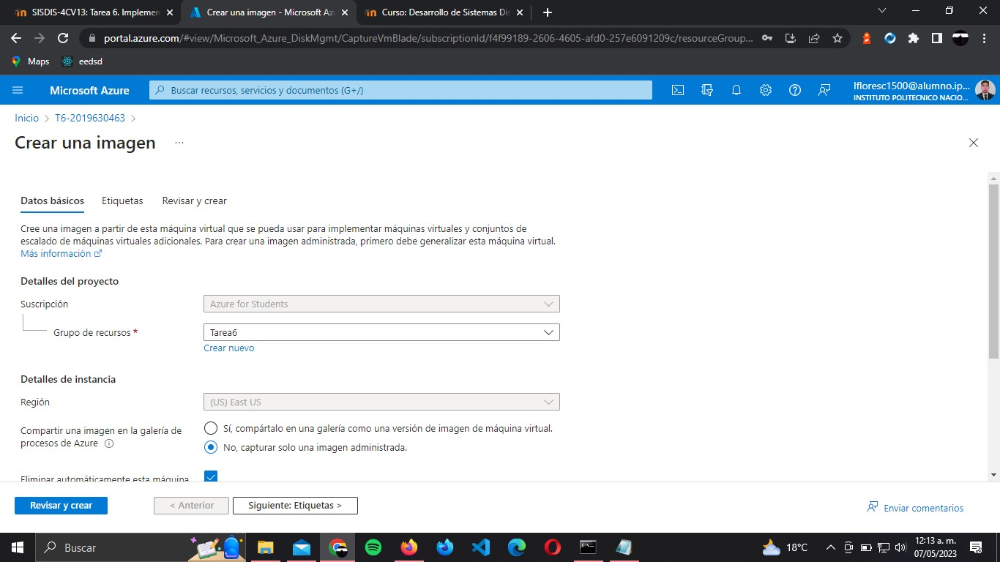 SISDIS-4CV13: Tarea 6. Implemen
Crear una imagen - Microsoft Az
Curso: Desarrollo de Sistemas Dis
portal.azure.com/#view/Microsoft_Azure_DiskMgmt/CaptureVmBlade/subscriptionId/f4f99189-2606-4605-afd0-257e6091209c/resourceGroup...
Maps
eedsd
Microsoft Azure
Buscar recursos, servicios y documentos (G+/)
lfloresc1500@alumno.ip...
INSTITUTO POLITECNICO NACIO...
Inicio > T6-2019630463 >
Crear una imagen ...
Datos básicos
Etiquetas
Revisar y crear
Cree una imagen a partir de esta máquina virtual que se pueda usar para implementar máquinas virtuales y conjuntos de
escalado de máquinas virtuales adicionales. Para crear una imagen administrada, primero debe generalizar esta máquina virtual.
Más información
Detalles del proyecto
Suscripción
Azure for Students
Grupo de recursos *
Tarea6
Crear nuevo
Detalles de instancia
Región
(US) East US
Compartir una imagen en la galería de
procesos de Azure
Sí, compártalo en una galería como una versión de imagen de máquina virtual.
No, capturar solo una imagen administrada.
Eliminar automáticamente esta máquina
Revisar y crear
< Anterior
Siguiente: Etiquetas >
Enviar comentarios
Buscar
18°C
12:13 a. m.
07/05/2023